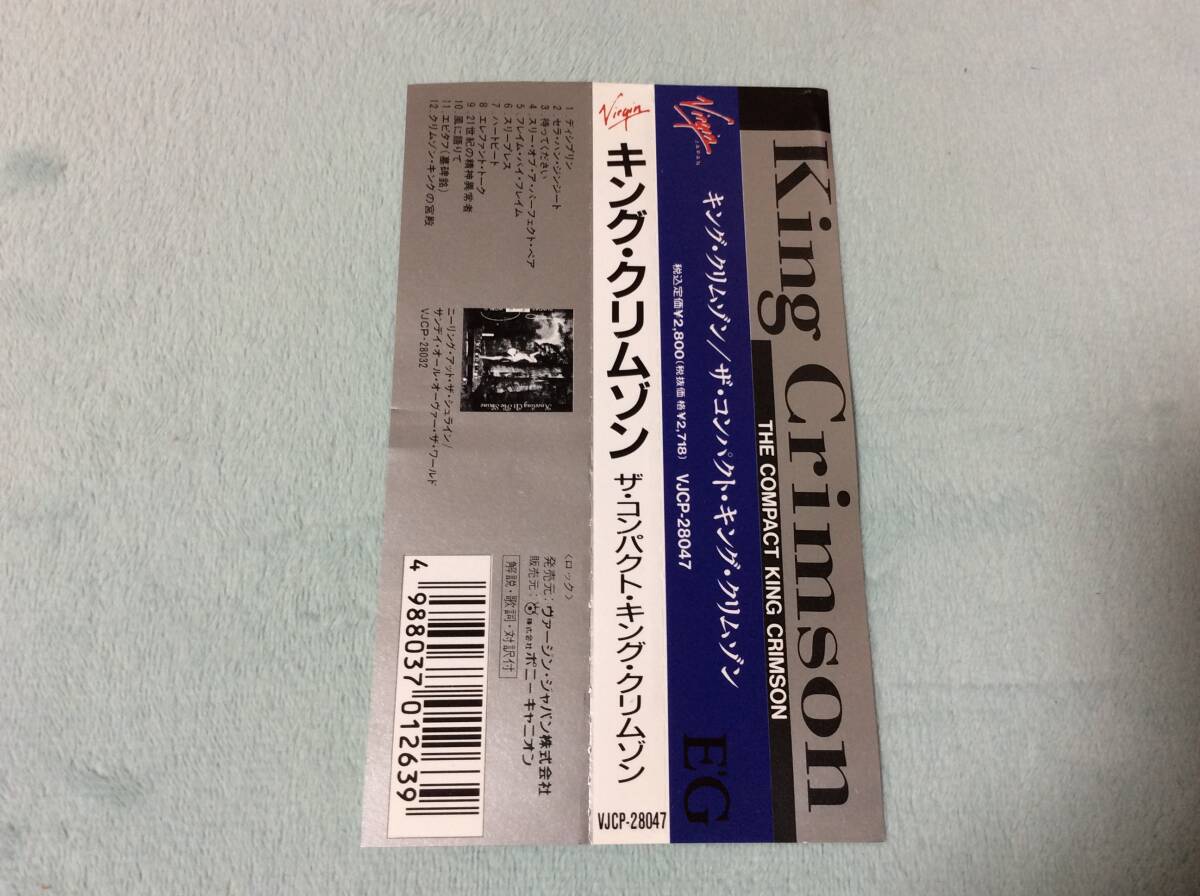 King Crimson
THE COMPACT KING CRIMSON
Virgin
JAPAN
キング・クリムゾン/ザ・コンパクト・キング・クリムゾン
税込定価¥2,800(税抜価格¥2,718) VJCP-28047
E'G
Virgin
キング・クリムゾン ザ・コンパクト・キング・クリムゾン
VJCP-28047
1 ディシプリン
2 セラ・ハン・ジンジート
3 待ってください
4 スリー・オブ・ア・パーフェクト・ペア
5 フレイム・バイ・フレイム
6 スリープレス
7 ハートビート
8 エレファント・トーク
9 21世紀の精神異常者
10 風に語りて
11 エピタフ(墓碑銘)
12 クリムゾン・キングの宮殿
Kneeling At The Shrine
ニーリング・アット・ザ・シュライン/
サンデイ・オール・オーヴァー・ザ・ワールド
VJCP-28032
〈ロック〉
発売元:ヴァージン・ジャパン株式会社
販売元:株式会社ポニーキャニオン
解説・歌詞・対訳付
4 988037 012639